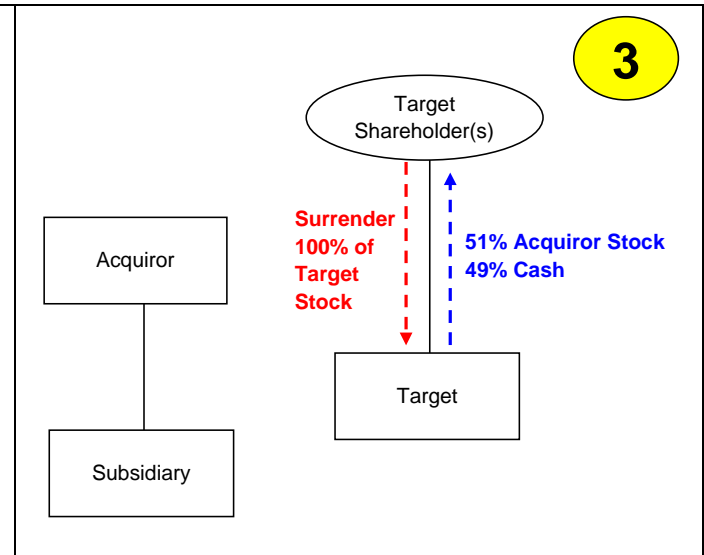 3
Target
Shareholder(s)
Surrender
100% of
Target
Stock
51% Acquiror Stock
49% Cash
Acquiror
Target
Subsidiary